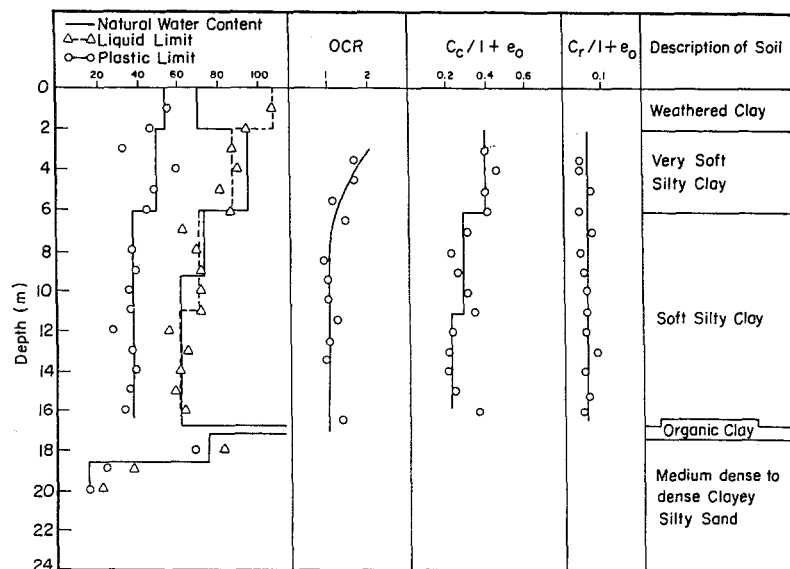 Natural Water Content
Liquid Limit
Plastic Limit
20 40 60 80 100
OCR
1 2
Cc/1+e0
0.2 0.4 0.6
Cr/1+e0
0.1
Description of Soil
Depth (m)
0
2
4
6
8
10
12
14
16
18
20
22
24
Weathered Clay
Very Soft
Silty Clay
Soft Silty Clay
Organic Clay
Medium dense to
dense Clayey
Silty Sand